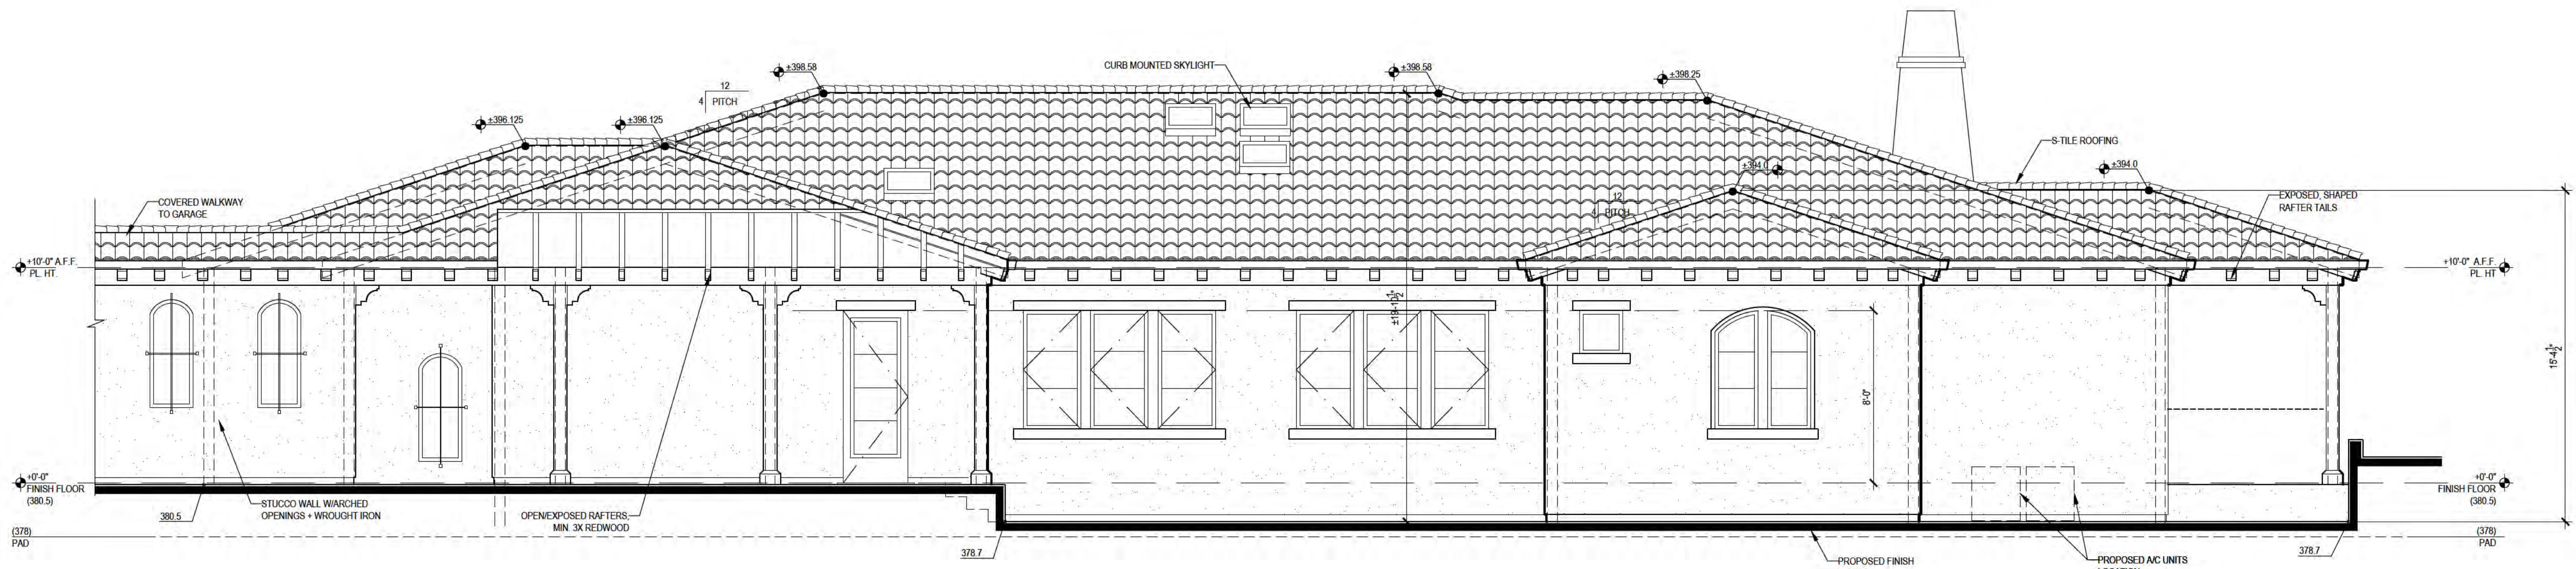 ±398.58
CURB MOUNTED SKYLIGHT
±398.58
±398.25
12
4 PITCH
±396.125
±396.125
S-TILE ROOFING
±394.0
±394.0
COVERED WALKWAY
TO GARAGE
12
4 PITCH
EXPOSED, SHAPED
RAFTER TAILS
+10'-0" A.F.F.
PL. HT.
+10'-0" A.F.F.
PL. HT
±19'-10½"
15'-4½"
8'-0"
+0'-0"
FINISH FLOOR
(380.5)
+0'-0"
FINISH FLOOR
(380.5)
380.5
STUCCO WALL W/ARCHED
OPENINGS + WROUGHT IRON
OPEN/EXPOSED RAFTERS,
MIN. 3X REDWOOD
(378)
PAD
(378)
PAD
378.7
378.7
PROPOSED FINISH
PROPOSED A/C UNITS